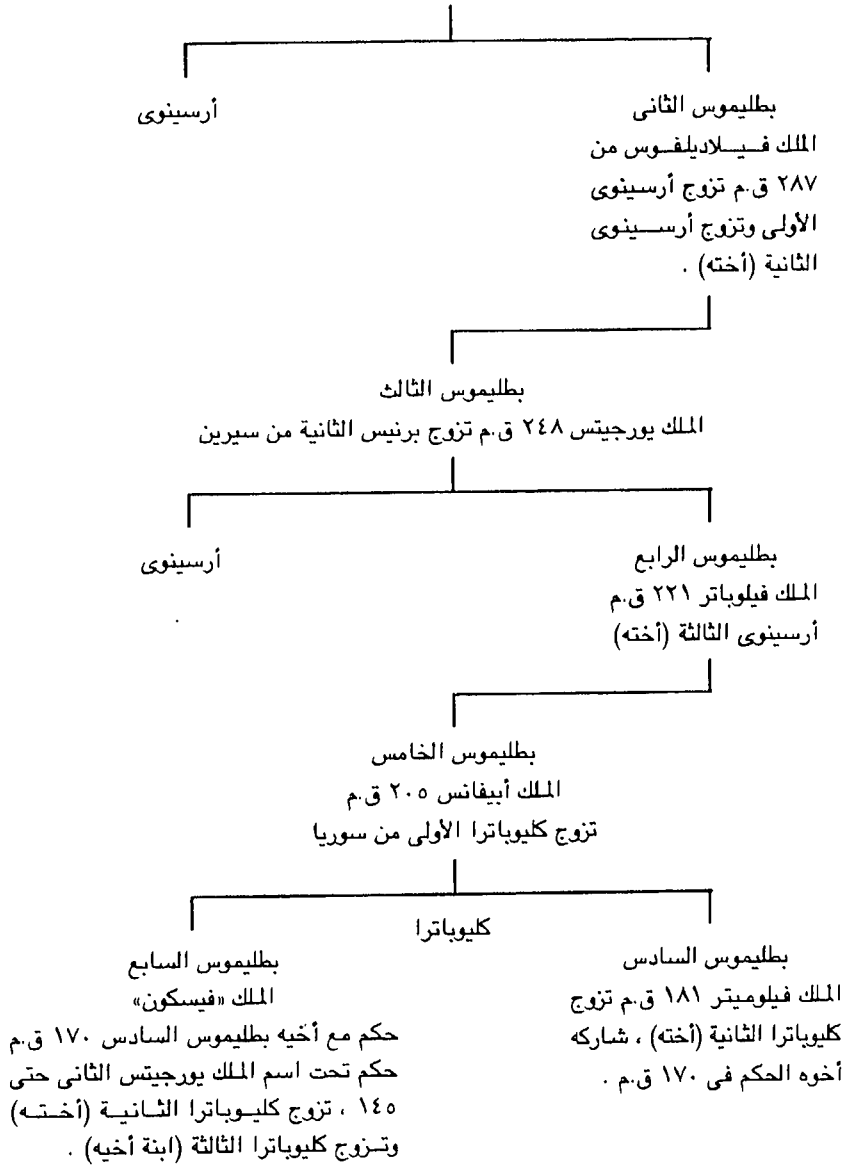 بطليموس الثانى
الملك فيلاديلفوس من
٢٨٧ ق.م تزوج أرسينوى
الأولى وتزوج أرسينوى
الثانية (أخته) .
أرسينوى
بطليموس الثالث
الملك يورجيتس ٢٤٨ ق.م تزوج برنيس الثانية من سيرين
بطليموس الرابع
الملك فيلوباتر ٢٢١ ق.م
أرسينوى الثالثة (أخته)
أرسينوى
بطليموس الخامس
الملك أبيفانس ٢٠٥ ق.م
تزوج كليوباترا الأولى من سوريا
بطليموس السادس
الملك فيلوميتر ١٨١ ق.م تزوج
كليوباترا الثانية (أخته) ، شاركه
أخوه الحكم فى ١٧٠ ق.م .
كليوباترا
بطليموس السابع
الملك «فيسكون»
حكم مع أخيه بطليموس السادس ١٧٠ ق.م
حكم تحت اسم الملك يورجيتس الثانى حتى
١٤٥ ، تزوج كليوباترا الثانية (أخته)
وتزوج كليوباترا الثالثة (ابنة أخيه) .